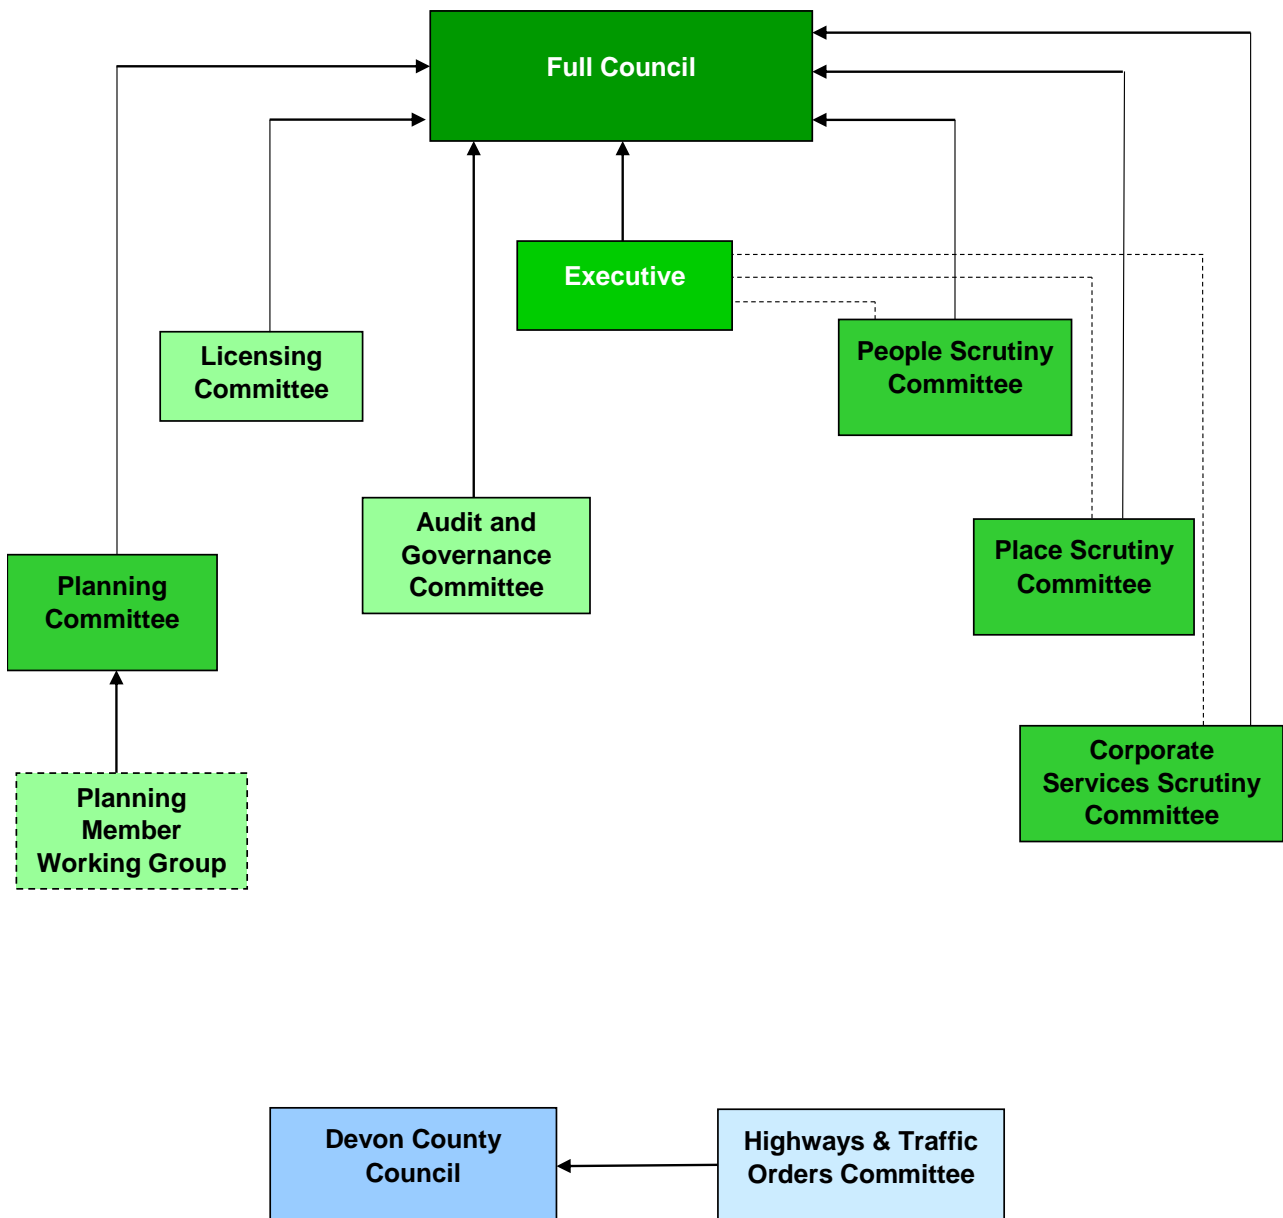 Full Council
Executive
Licensing
Committee
People Scrutiny
Committee
Audit and
Governance
Committee
Place Scrutiny
Committee
Planning
Committee
Corporate
Services Scrutiny
Committee
Planning
Member
Working Group
Devon County
Council
Highways & Traffic
Orders Committee